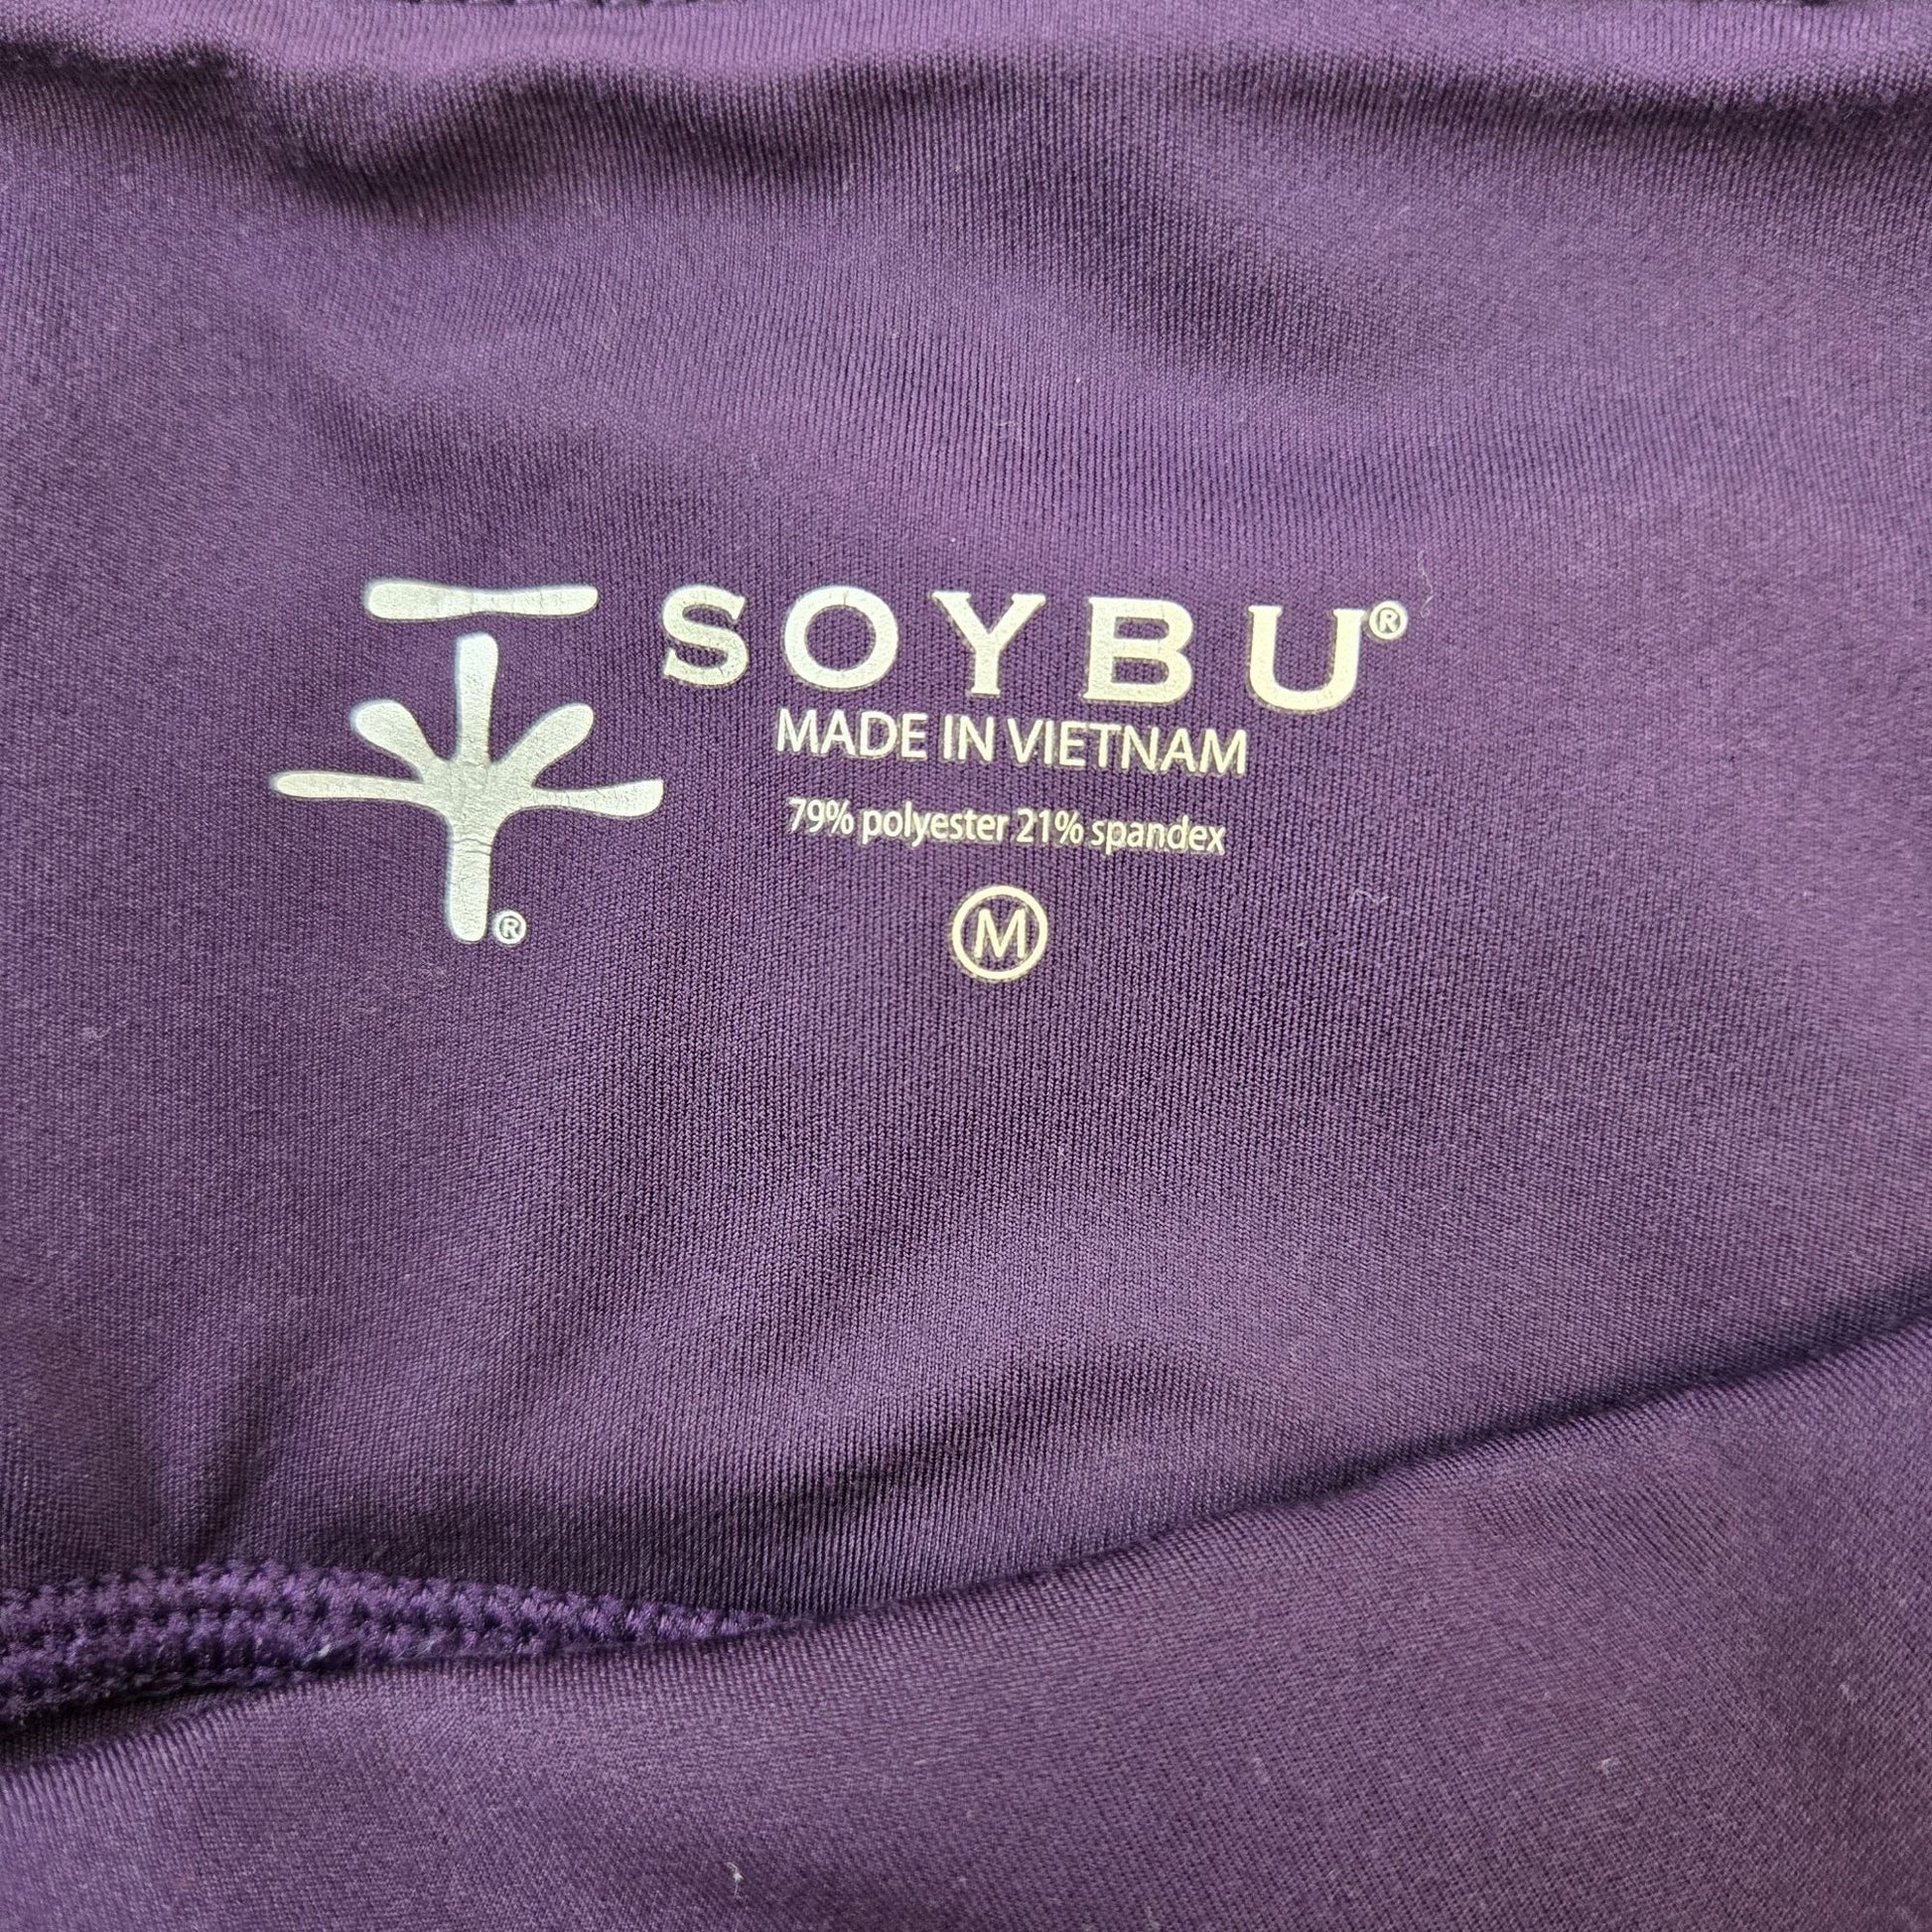 SOYBU®
MADE IN VIETNAM
79% polyester 21% spandex
M
®